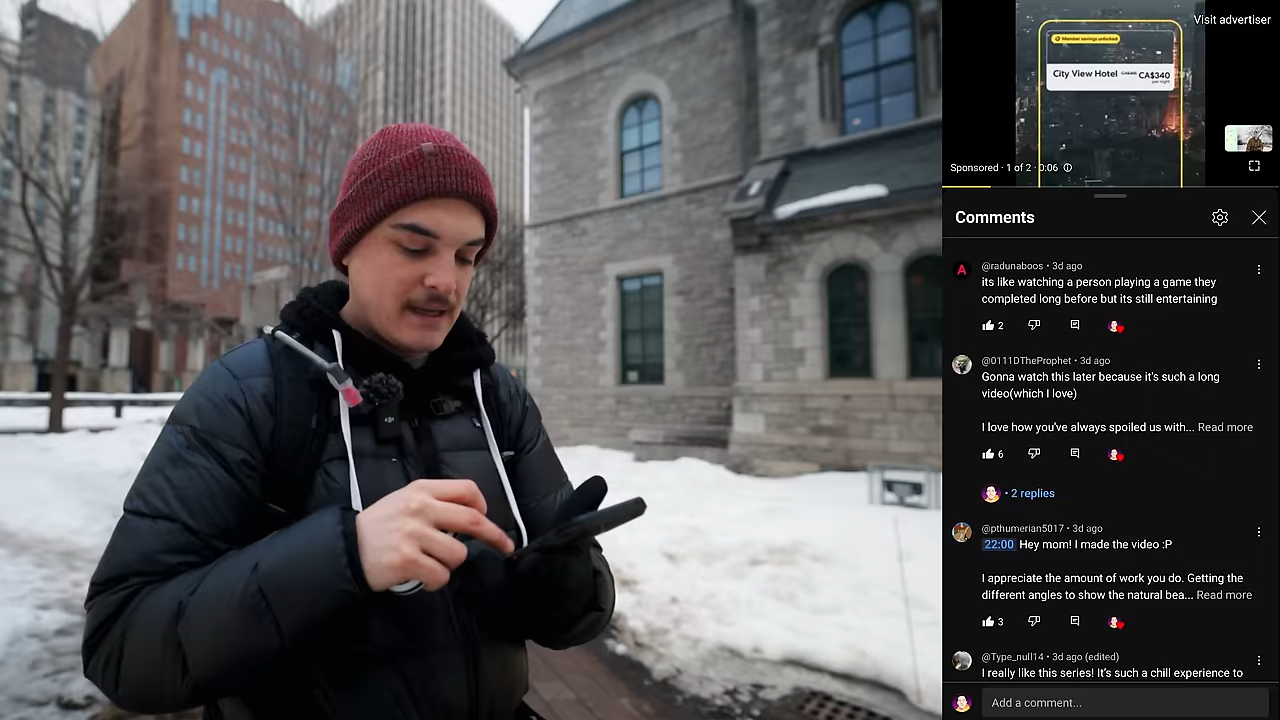 Visit advertiser
Member savings unlocked
City View Hotel CA$340
per night
Sponsored · 1 of 2 · 0:06
Comments
A
@radunaboos • 3d ago
its like watching a person playing a game they
completed long before but its still entertaining
2
@0111DTheProphet • 3d ago
Gonna watch this later because it's such a long
video(which I love)
I love how you've always spoiled us with... Read more
6
• 2 replies
@pthumerian5017 • 3d ago
22:00 Hey mom! I made the video :P
I appreciate the amount of work you do. Getting the
different angles to show the natural bea... Read more
3
@Type_null14 • 3d ago (edited)
I really like this series! It's such a chill experience to
Add a comment...
dji